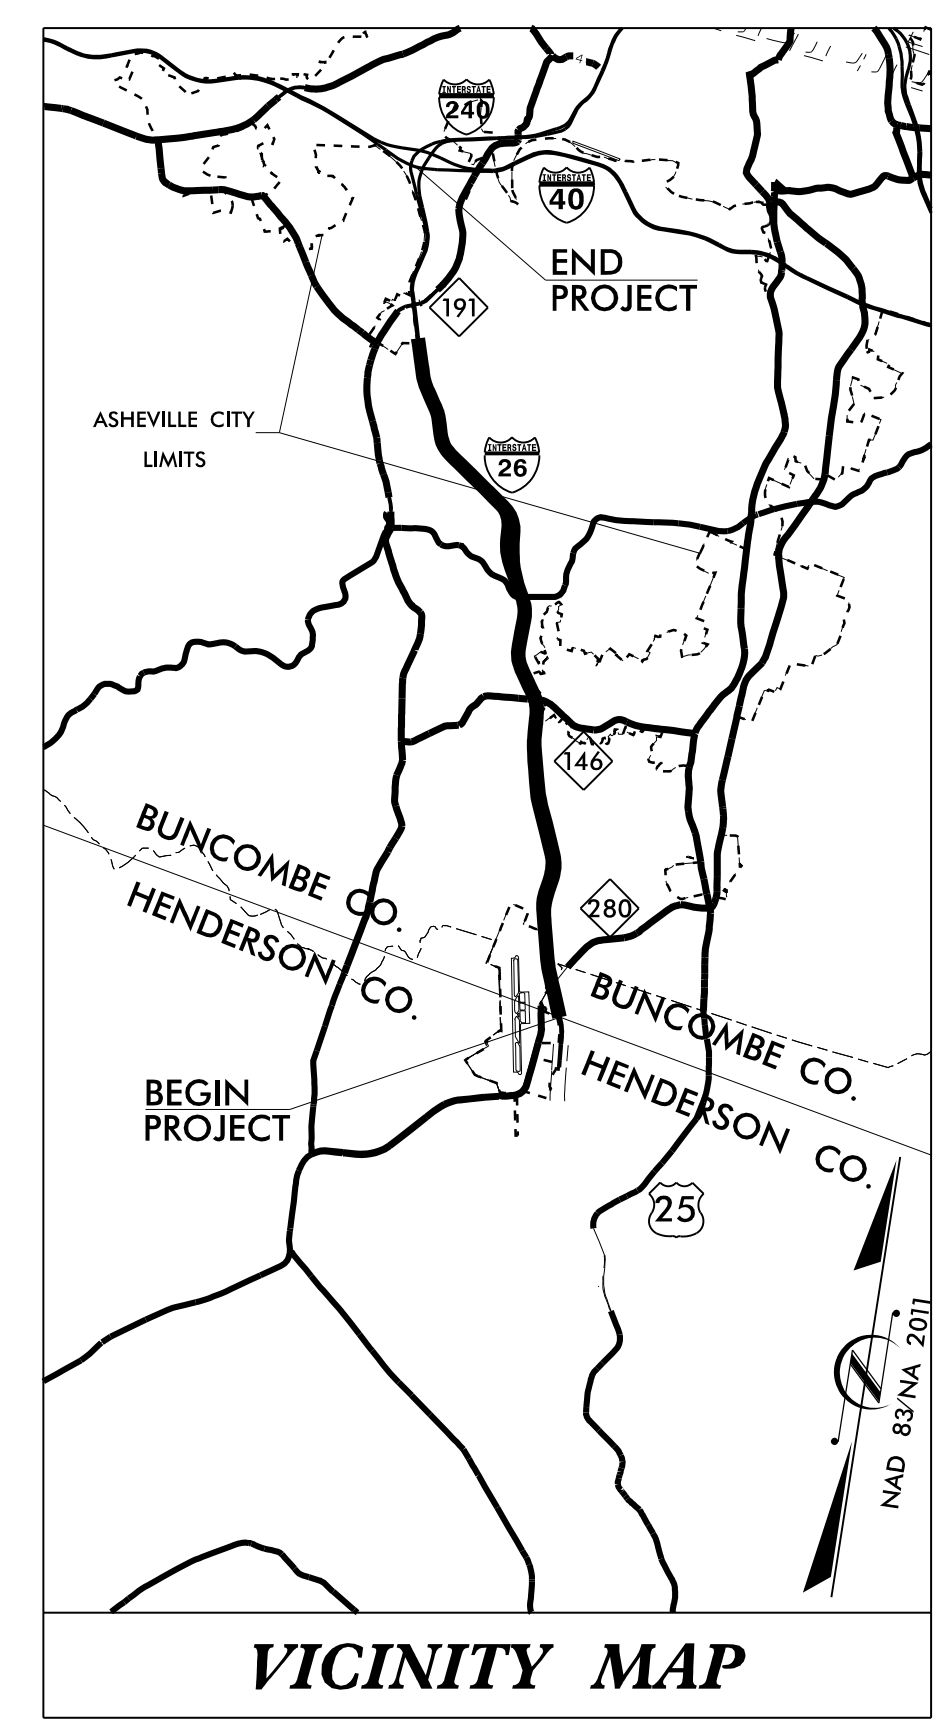 4
INTERSTATE
240
INTERSTATE
40
END
PROJECT
191
ASHEVILLE CITY
LIMITS
INTERSTATE
26
146
BUNCOMBE CO.
HENDERSON CO.
280
BUNCOMBE CO.
HENDERSON CO.
BEGIN
PROJECT
25
NAD 83/NA 2011
VICINITY MAP